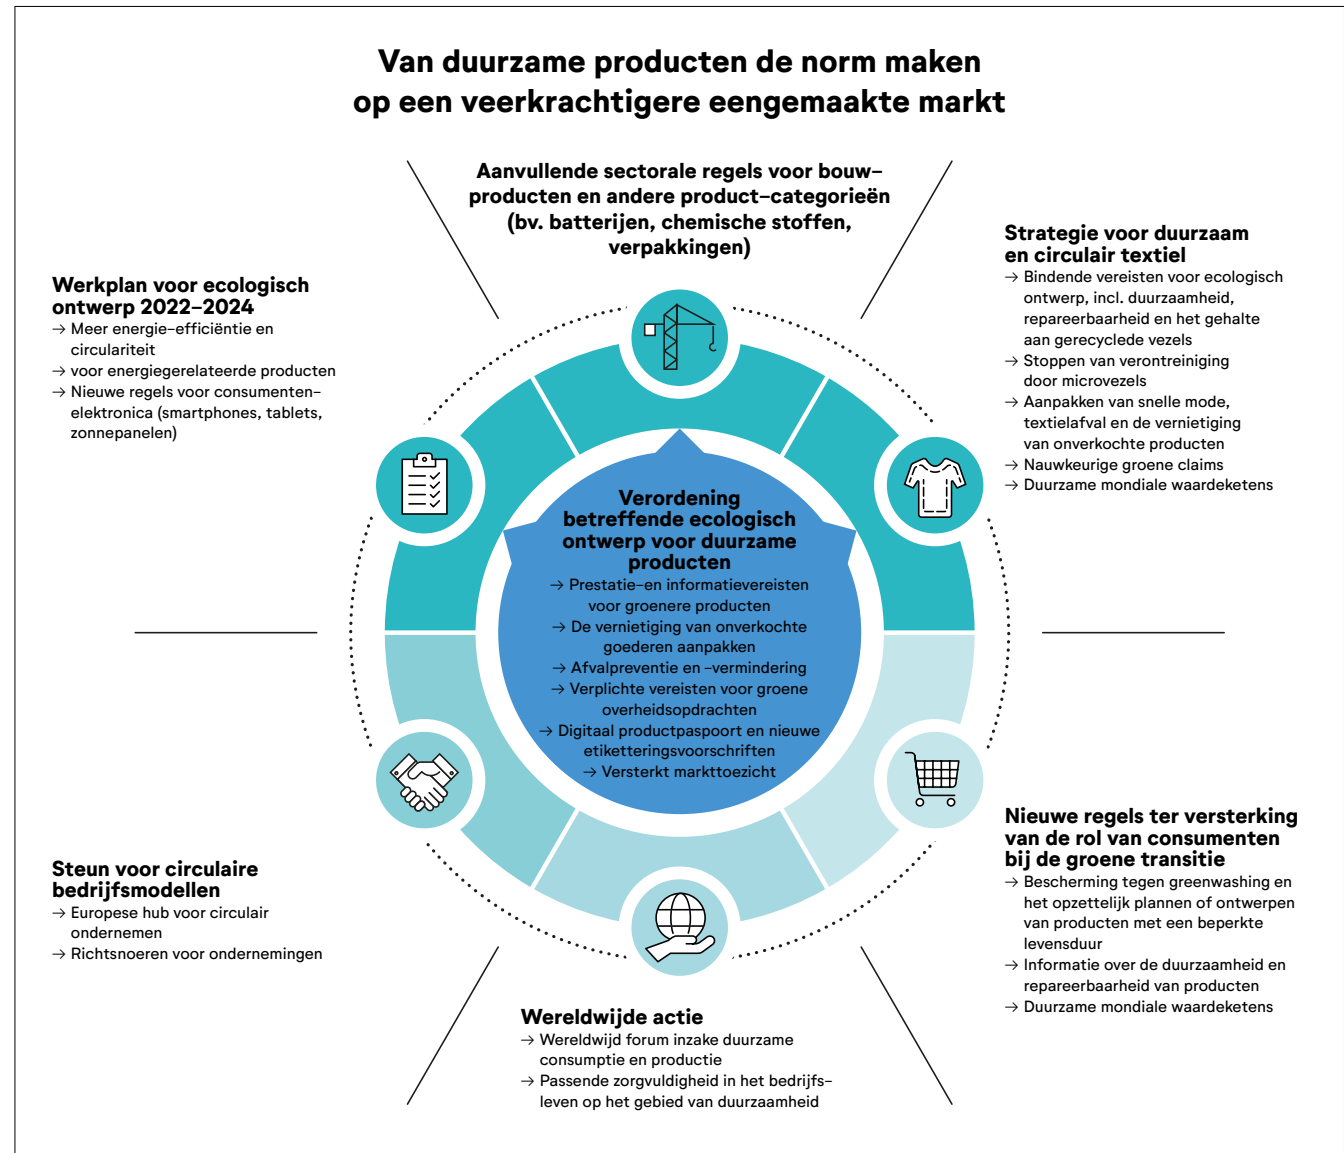 Van duurzame producten de norm maken
op een veerkrachtigere eengemaakte markt
Aanvullende sectorale regels voor bouw-
producten en andere product-categorieën
(bv. batterijen, chemische stoffen,
verpakkingen)
Werkplan voor ecologisch
ontwerp 2022-2024
→ Meer energie-efficiëntie en
circulariteit
→ voor energiegerelateerde producten
→ Nieuwe regels voor consumenten-
elektronica (smartphones, tablets,
zonnepanelen)
Strategie voor duurzaam
en circulair textiel
→ Bindende vereisten voor ecologisch
ontwerp, incl. duurzaamheid,
repareerbaarheid en het gehalte
aan gerecyclede vezels
→ Stoppen van verontreiniging
door microvezels
→ Aanpakken van snelle mode,
textielafval en de vernietiging
van onverkochte producten
→ Nauwkeurige groene claims
→ Duurzame mondiale waardeketens
Verordening
betreffende ecologisch
ontwerp voor duurzame
producten
→ Prestatie-en informatievereisten
voor groenere producten
→ De vernietiging van onverkochte
goederen aanpakken
→ Afvalpreventie en -vermindering
→ Verplichte vereisten voor groene
overheidsopdrachten
→ Digitaal productpaspoort en nieuwe
etiketteringsvoorschriften
→ Versterkt markttoezicht
Steun voor circulaire
bedrijfsmodellen
→ Europese hub voor circulair
ondernemen
→ Richtsnoeren voor ondernemingen
Nieuwe regels ter versterking
van de rol van consumenten
bij de groene transitie
→ Bescherming tegen greenwashing en
het opzettelijk plannen of ontwerpen
van producten met een beperkte
levensduur
→ Informatie over de duurzaamheid en
repareerbaarheid van producten
→ Duurzame mondiale waardeketens
Wereldwijde actie
→ Wereldwijd forum inzake duurzame
consumptie en productie
→ Passende zorgvuldigheid in het bedrijfs-
leven op het gebied van duurzaamheid